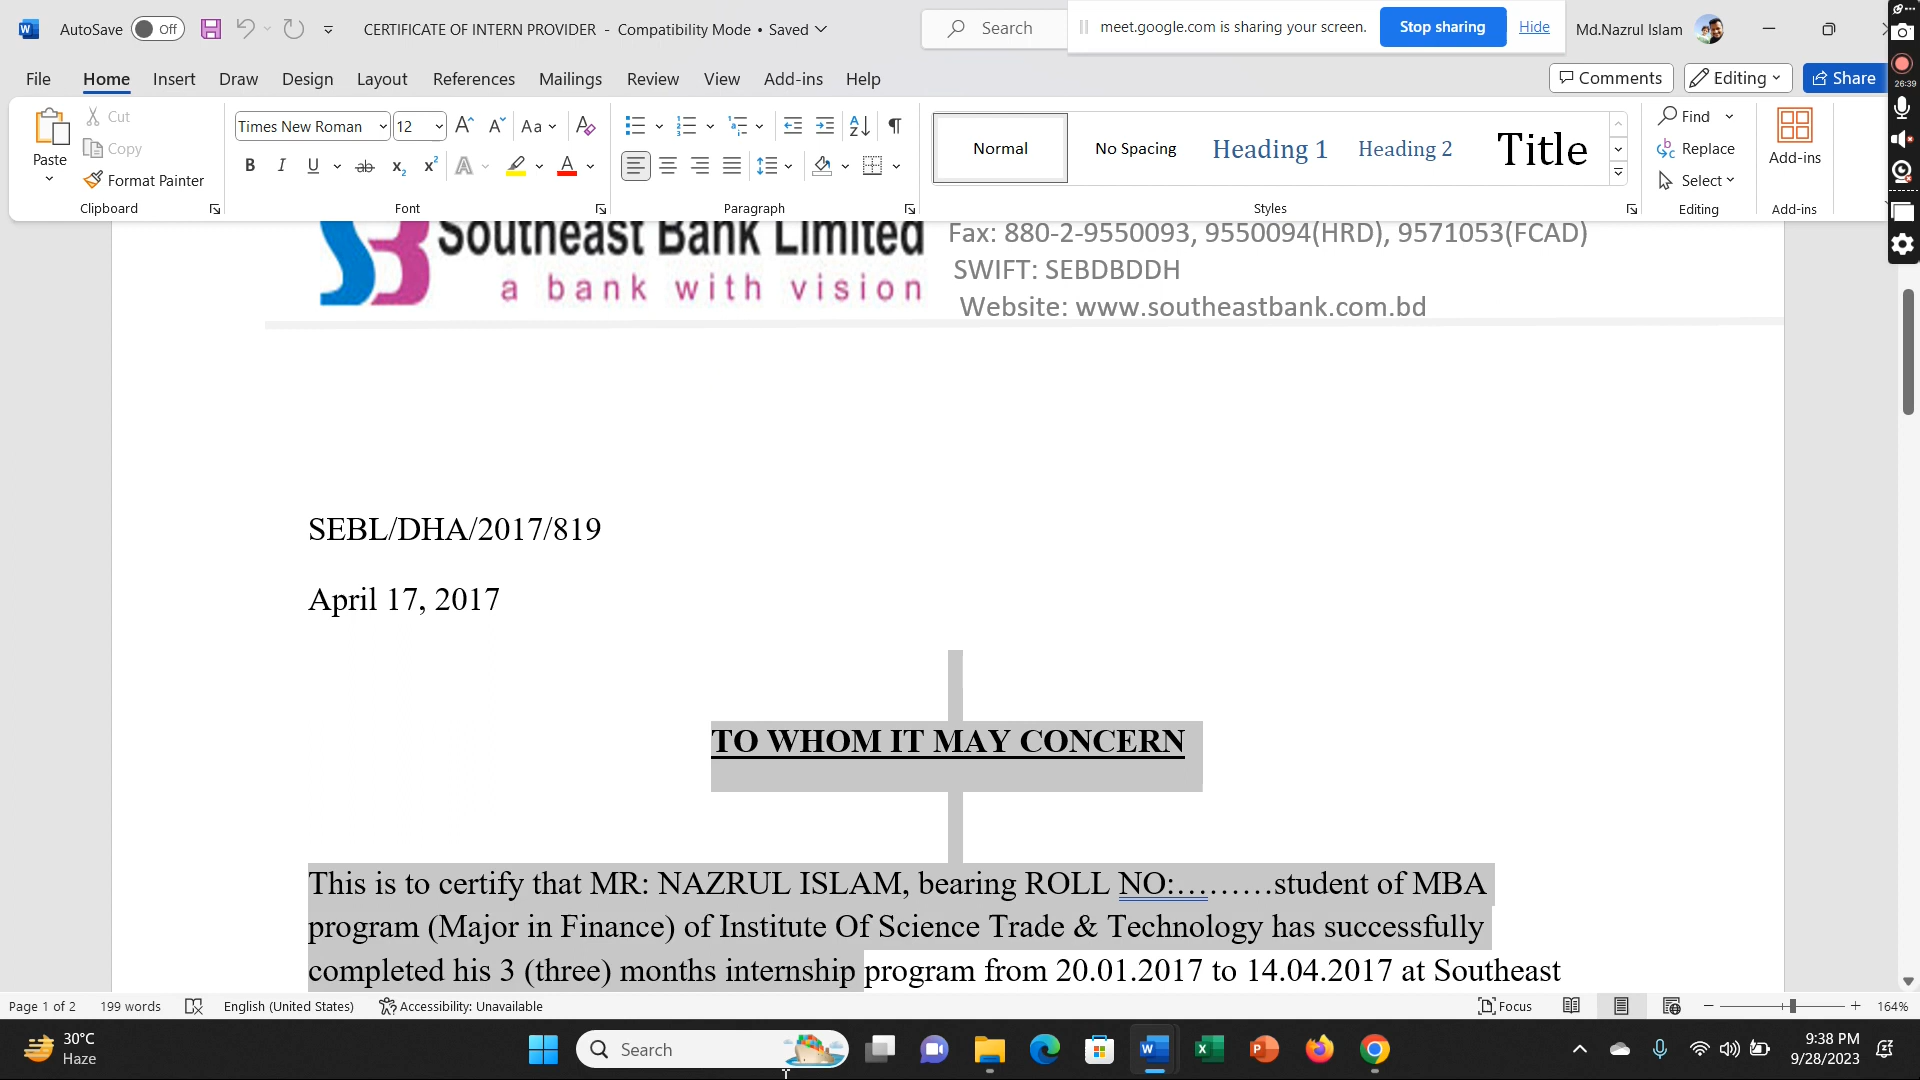 AutoSave Off CERTIFICATE OF INTERN PROVIDER - Compatibility Mode • Saved Search meet.google.com is sharing your screen. Stop sharing Hide Md.Nazrul Islam
File Home Insert Draw Design Layout References Mailings Review View Add-ins Help Comments Editing Share
26:39
Paste Cut Copy Format Painter
Times New Roman 12 Aa
B I U ab x₂ x² A A
Normal No Spacing Heading 1 Heading 2 Title
Find Replace Select
Add-ins
Clipboard Font Paragraph Styles Editing Add-ins
Southeast Bank Limited
a bank with vision
Fax: 880-2-9550093, 9550094(HRD), 9571053(FCAD)
SWIFT: SEBDBDDH
Website: www.southeastbank.com.bd
SEBL/DHA/2017/819
April 17, 2017
TO WHOM IT MAY CONCERN
This is to certify that MR: NAZRUL ISLAM, bearing ROLL NO:………student of MBA
program (Major in Finance) of Institute Of Science Trade & Technology has successfully
completed his 3 (three) months internship program from 20.01.2017 to 14.04.2017 at Southeast
Page 1 of 2 199 words English (United States) Accessibility: Unavailable Focus 164%
30°C
Haze
Search
9:38 PM
9/28/2023